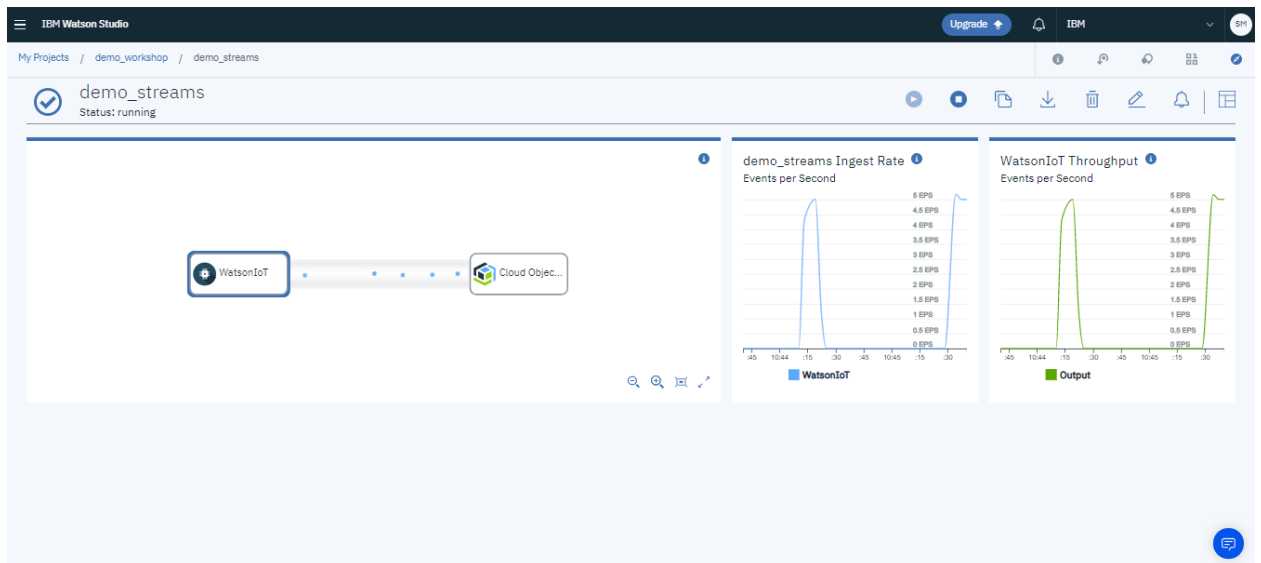 IBM Watson Studio
Upgrade
IBM
SM
My Projects / demo_workshop / demo_streams
demo_streams
Status: running
WatsonIoT
Cloud Objec...
demo_streams Ingest Rate
Events per Second
5 EPS
4.5 EPS
4 EPS
3.5 EPS
3 EPS
2.5 EPS
2 EPS
1.5 EPS
1 EPS
0.5 EPS
0 EPS
:45 10:44 :15 :30 :45 10:45 :15 :30
WatsonIoT
WatsonIoT Throughput
Events per Second
5 EPS
4.5 EPS
4 EPS
3.5 EPS
3 EPS
2.5 EPS
2 EPS
1.5 EPS
1 EPS
0.5 EPS
0 EPS
:45 10:44 :15 :30 :45 10:45 :15 :30
Output